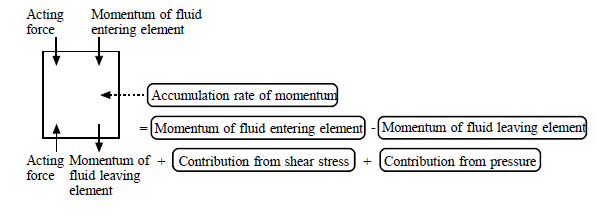 Acting force
Momentum of fluid entering element
Accumulation rate of momentum
= Momentum of fluid entering element - Momentum of fluid leaving element
Acting force
Momentum of fluid leaving element
+ Contribution from shear stress + Contribution from pressure